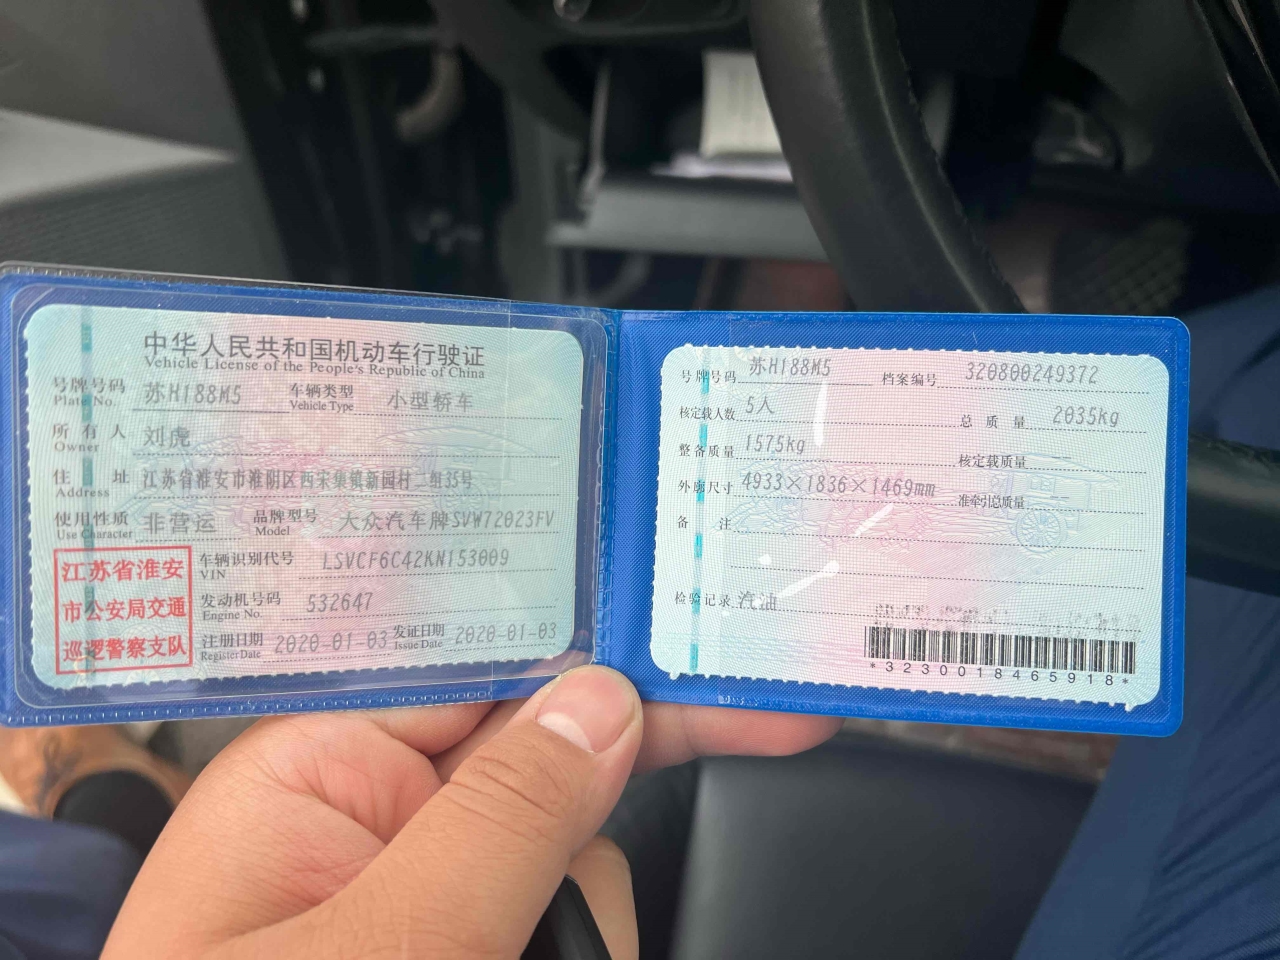 中华人民共和国机动车行驶证
Vehicle License of the People's Republic of China
号牌号码 苏H188M5 车辆类型 小型轿车
Plate No. Vehicle Type
所有人 刘虎
Owner
住址 江苏省淮安市淮阴区西宋集镇新园村二组35号
Address
使用性质 非营运 品牌型号 大众汽车牌SVW72023FV
Use Character Model
江苏省淮安
市公安局交通
巡逻警察支队
车辆识别代号 LSVCF6C42KN153009
VIN
发动机号码 532647
Engine No.
注册日期 2020-01-03 发证日期 2020-01-03
Register Date Issue Date
号牌号码 苏H188M5 档案编号 320800249372
核定载人数 5人 总质量 2035kg
整备质量 1575kg 核定载质量 --
外廓尺寸 4933×1836×1469mm 准牵引总质量 --
备注
检验记录 汽油
*3230018465918*